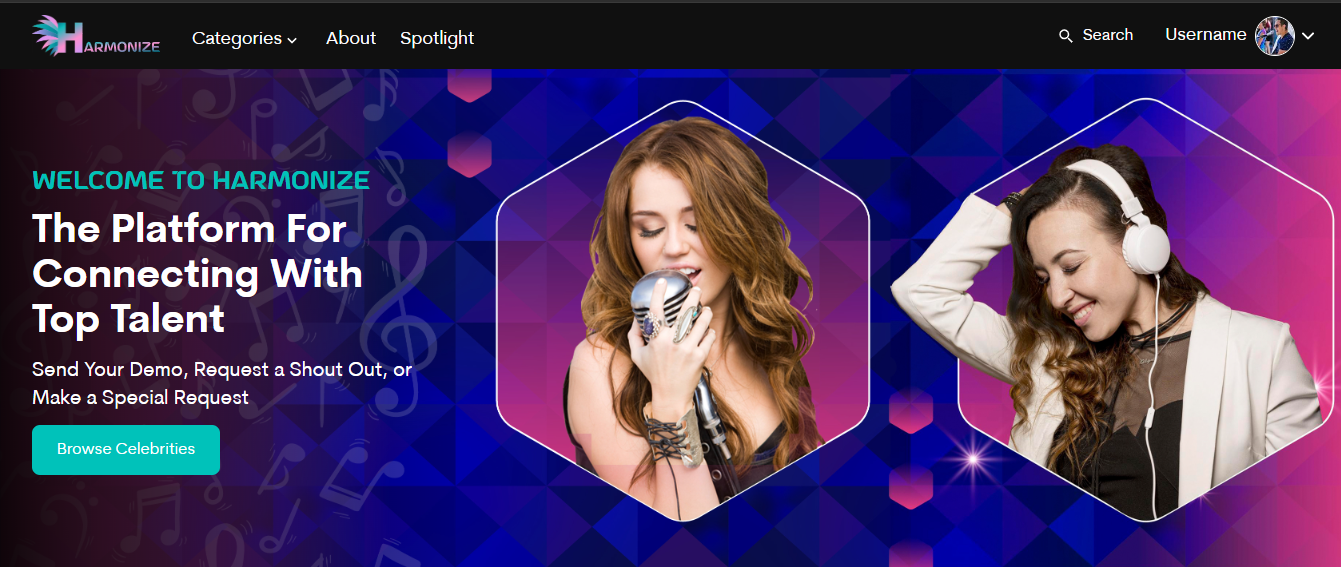 HARMONIZE
Categories
About
Spotlight
Search
Username
WELCOME TO HARMONIZE
The Platform For
Connecting With
Top Talent
Send Your Demo, Request a Shout Out, or
Make a Special Request
Browse Celebrities